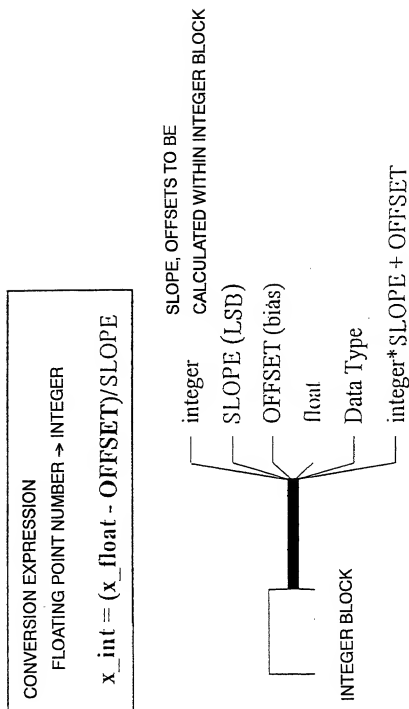 CONVERSION EXPRESSION
FLOATING POINT NUMBER → INTEGER
x_int = (x_float - OFFSET)/SLOPE
SLOPE, OFFSETS TO BE
CALCULATED WITHIN INTEGER BLOCK
integer
SLOPE (LSB)
OFFSET (bias)
float
Data Type
integer* SLOPE + OFFSET
INTEGER BLOCK